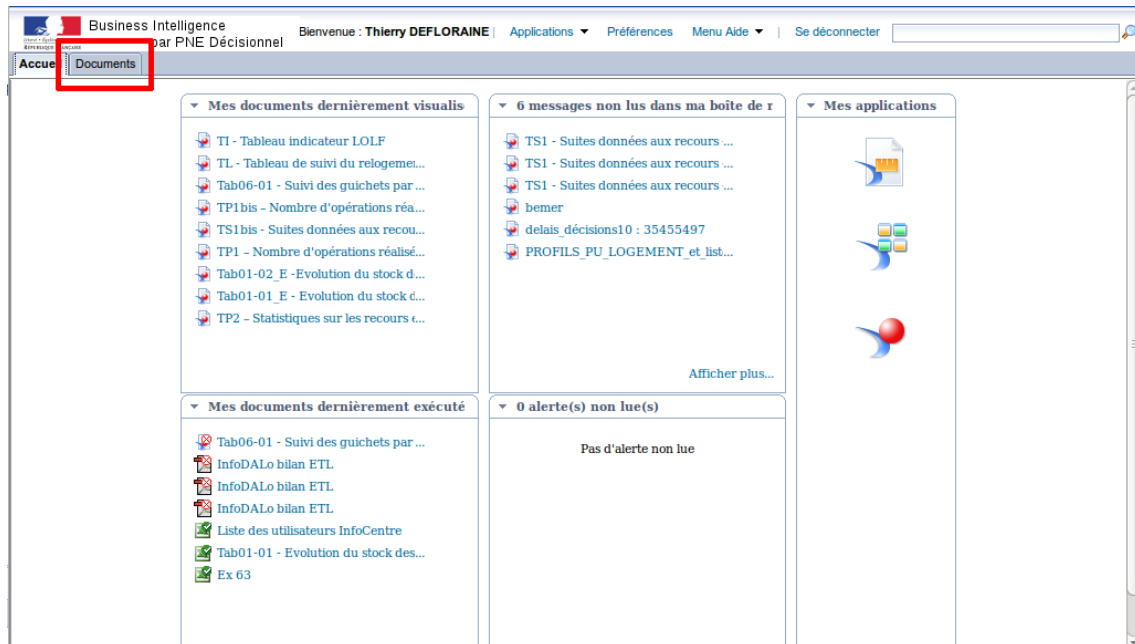 Business Intelligence
par PNE Décisionnel
Bienvenue : Thierry DEFLORAINE | Applications ▼ Préférences Menu Aide ▼ | Se déconnecter
RÉPUBLIQUE FRANÇAISE
Accuei Documents
Mes documents dernièrement visualis
TI - Tableau indicateur LOLF
TL - Tableau de suivi du relogemei...
Tab06-01 - Suivi des guichets par ...
TP1bis – Nombre d'opérations réa...
TS1bis - Suites données aux recou...
TP1 – Nombre d'opérations réalisé...
Tab01-02_E -Evolution du stock d...
Tab01-01_E - Evolution du stock d...
TP2 – Statistiques sur les recours e...
6 messages non lus dans ma boîte de r
TS1 - Suites données aux recours ...
TS1 - Suites données aux recours ...
TS1 - Suites données aux recours ...
bemer
delais_décisions10 : 35455497
PROFILS_PU_LOGEMENT_et_list...
Afficher plus...
Mes applications
Mes documents dernièrement exécuté
Tab06-01 - Suivi des guichets par ...
InfoDALo bilan ETL
InfoDALo bilan ETL
InfoDALo bilan ETL
Liste des utilisateurs InfoCentre
Tab01-01 - Evolution du stock des...
Ex 63
0 alerte(s) non lue(s)
Pas d'alerte non lue